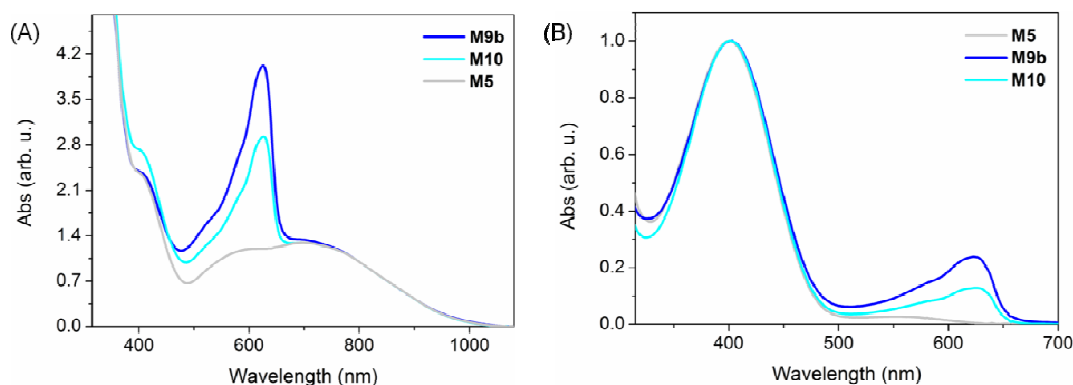 (A)
M9b
M10
M5
4.2
3.5
2.8
2.1
1.4
0.7
0.0
Abs (arb. u.)
400 600 800 1000
Wavelength (nm)
(B)
M5
M9b
M10
1.0
0.8
0.6
0.4
0.2
0.0
Abs (arb. u.)
400 500 600 700
Wavelength (nm)